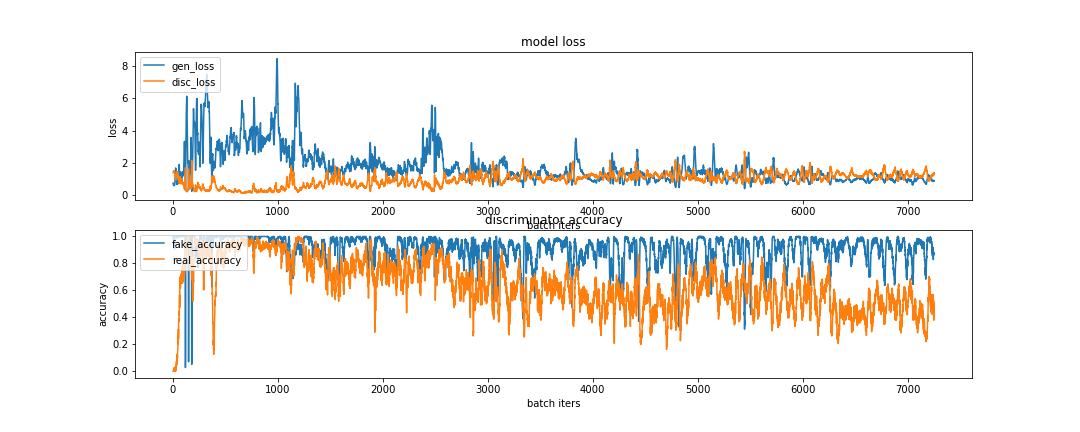 model loss
gen_loss
disc_loss
8
6
4
2
0
loss
0 1000 2000 3000 4000 5000 6000 7000
batch iters
discriminator accuracy
fake_accuracy
real_accuracy
1.0
0.8
0.6
0.4
0.2
0.0
accuracy
0 1000 2000 3000 4000 5000 6000 7000
batch iters